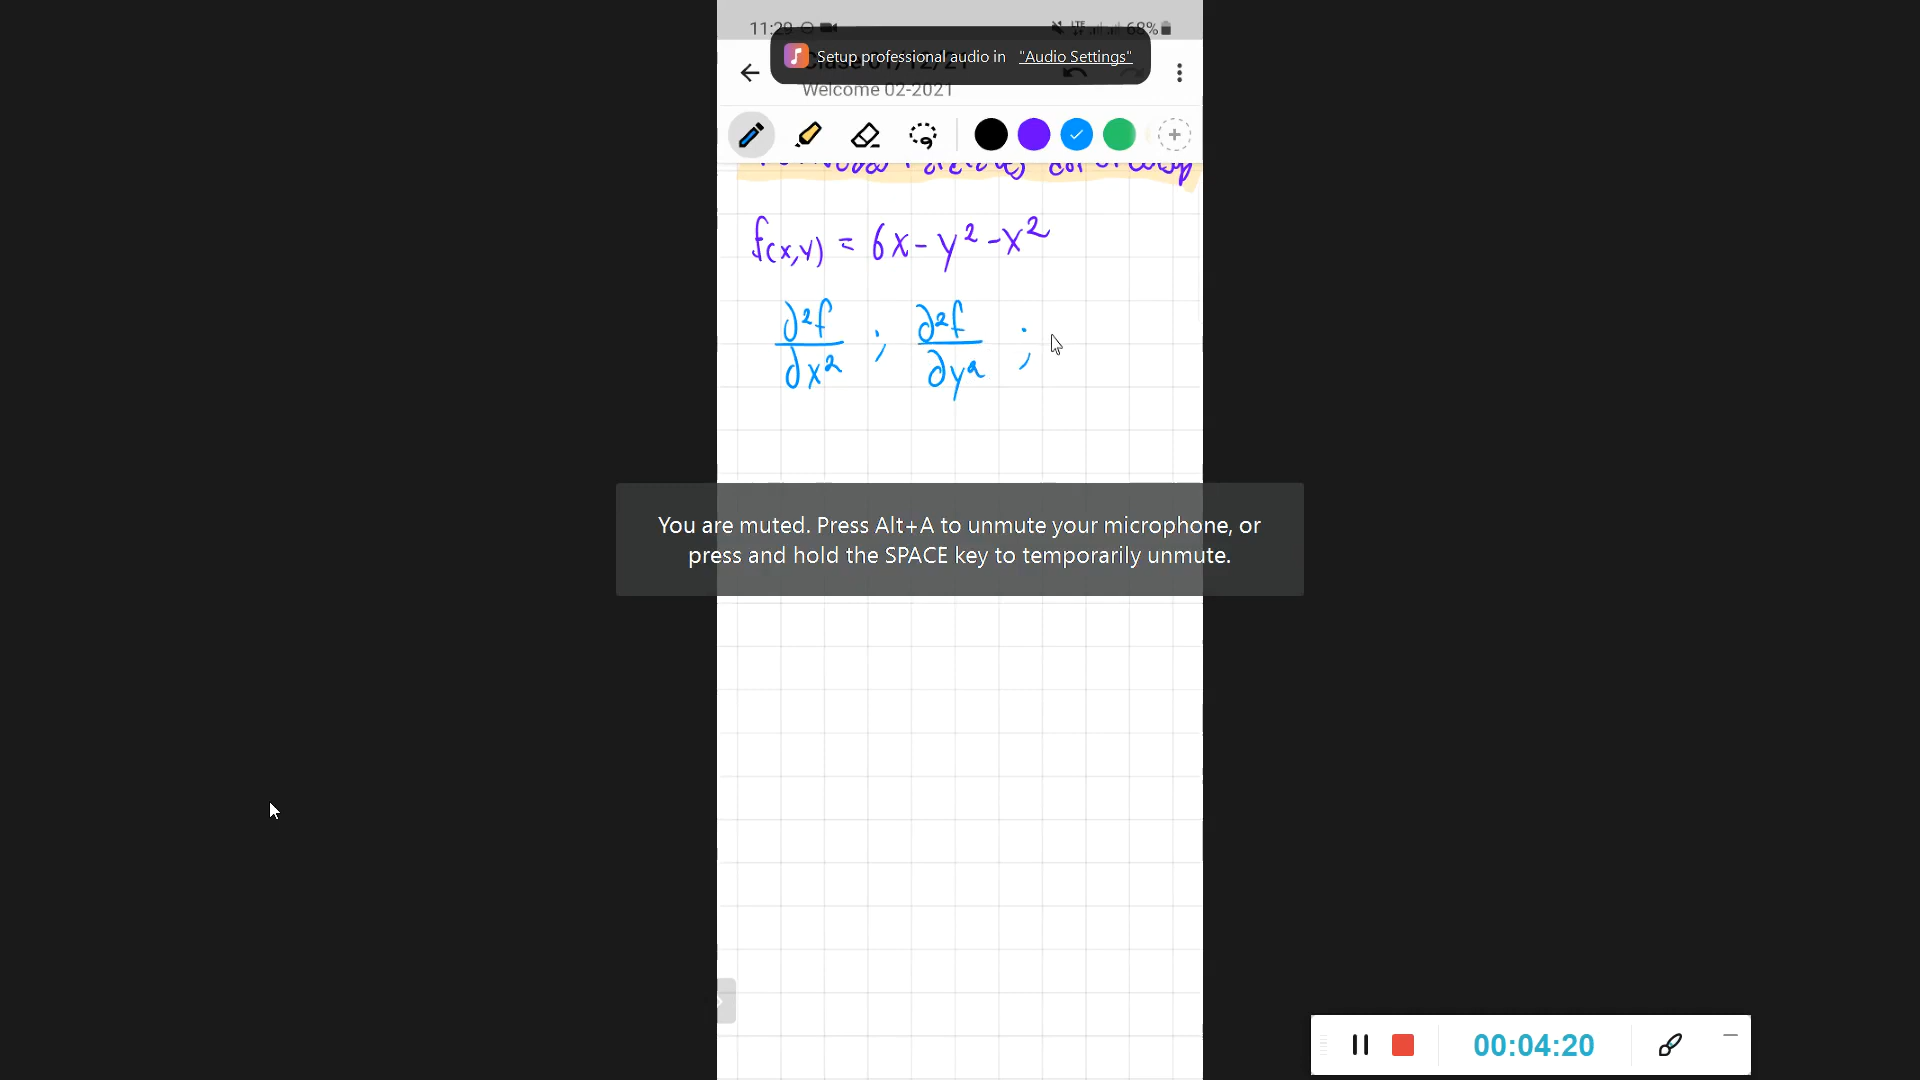 11:29 68%
Setup professional audio in "Audio Settings"
Welcome 02-2021
f(x,y) = 6x - y² - x²
∂²f/∂x² ; ∂²f/∂y² ;
You are muted. Press Alt+A to unmute your microphone, or
press and hold the SPACE key to temporarily unmute.
00:04:20